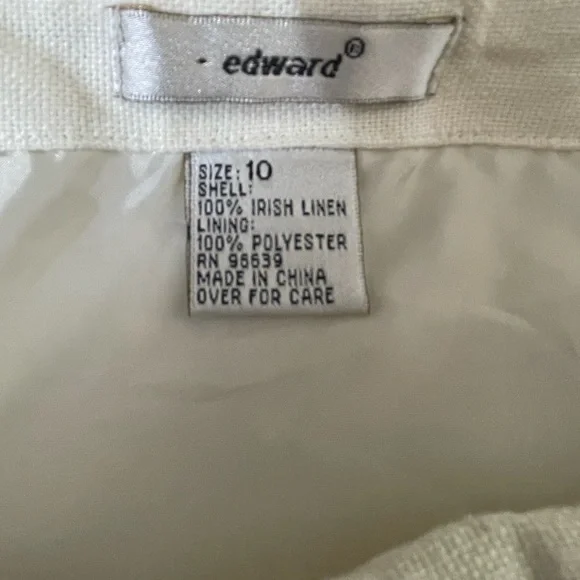 edward®
SIZE: 10
SHELL:
100% IRISH LINEN
LINING:
100% POLYESTER
RN 96639
MADE IN CHINA
OVER FOR CARE